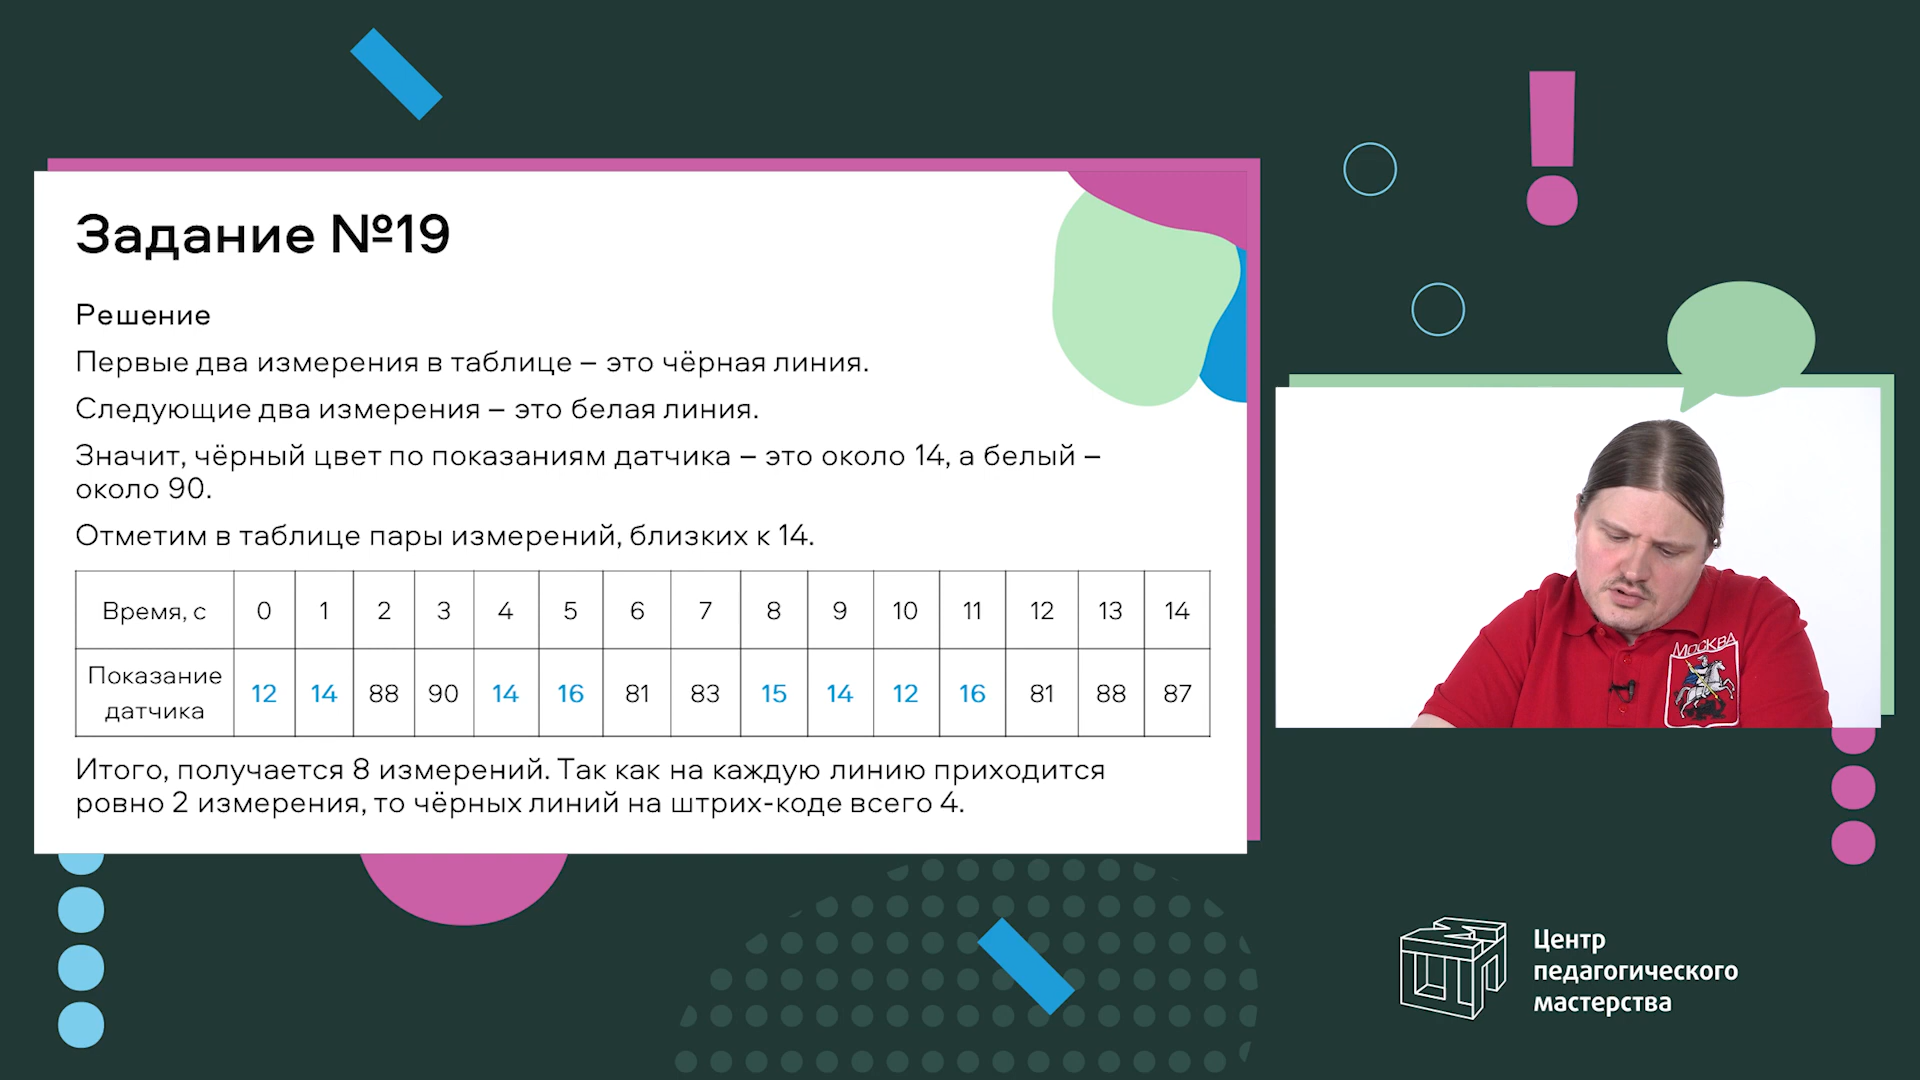 Задание №19
Решение
Первые два измерения в таблице – это чёрная линия.
Следующие два измерения – это белая линия.
Значит, чёрный цвет по показаниям датчика – это около 14, а белый –
около 90.
Отметим в таблице пары измерений, близких к 14.
Время, с 0 1 2 3 4 5 6 7 8 9 10 11 12 13 14
Показание
датчика 12 14 88 90 14 16 81 83 15 14 12 16 81 88 87
Итого, получается 8 измерений. Так как на каждую линию приходится
ровно 2 измерения, то чёрных линий на штрих-коде всего 4.
МОСКВА
Центр
педагогического
мастерства